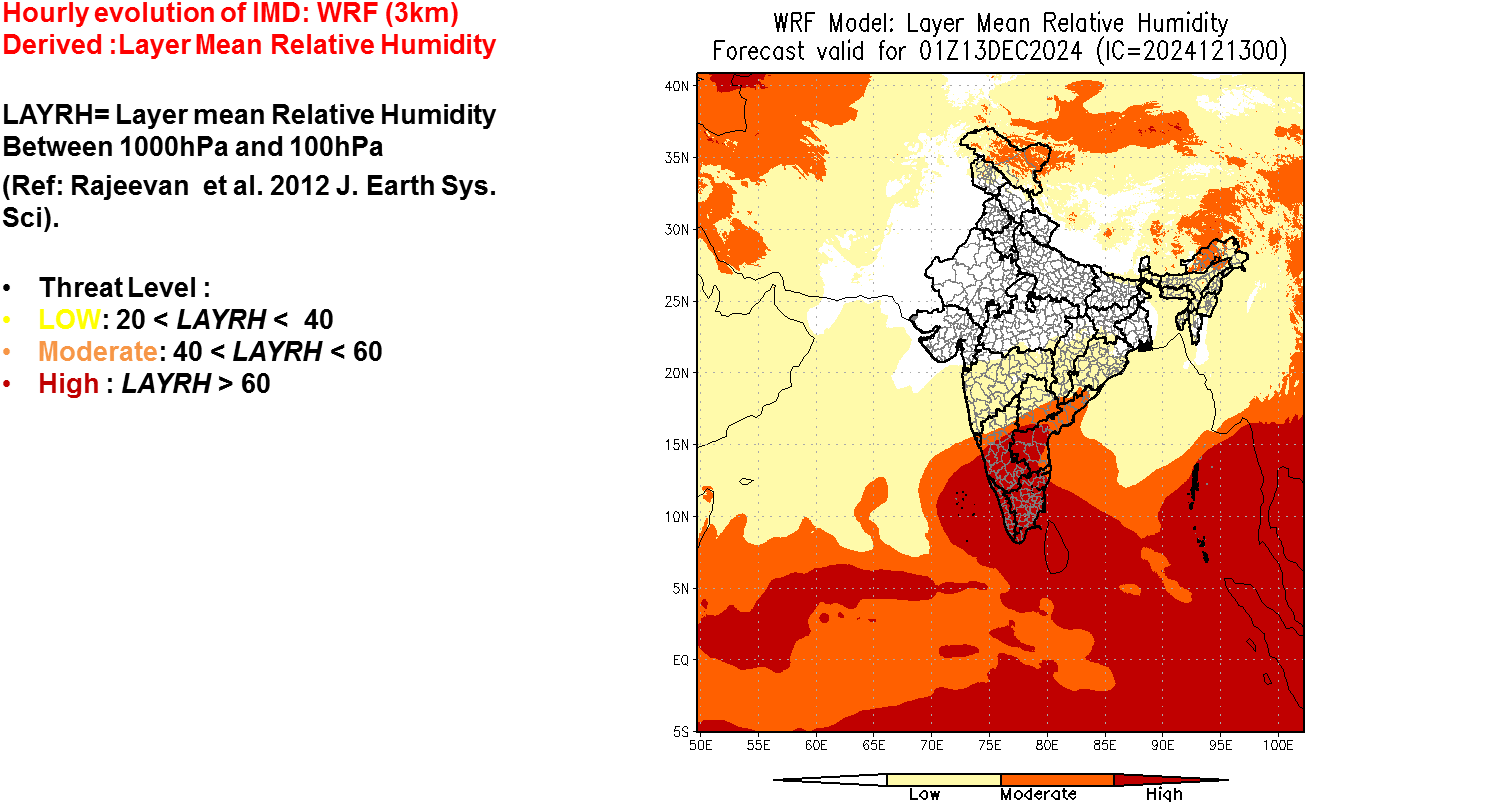 Hourly evolution of IMD: WRF (3km)
Derived :Layer Mean Relative Humidity
LAYRH= Layer mean Relative Humidity
Between 1000hPa and 100hPa
(Ref: Rajeevan et al. 2012 J. Earth Sys.
Sci).
• Threat Level :
• LOW: 20 < LAYRH < 40
• Moderate: 40 < LAYRH < 60
• High : LAYRH > 60
WRF Model: Layer Mean Relative Humidity
Forecast valid for 01Z13DEC2024 (IC=2024121300)
40N
35N
30N
25N
20N
15N
10N
5N
EQ
5S
50E 55E 60E 65E 70E 75E 80E 85E 90E 95E 100E
Low Moderate High